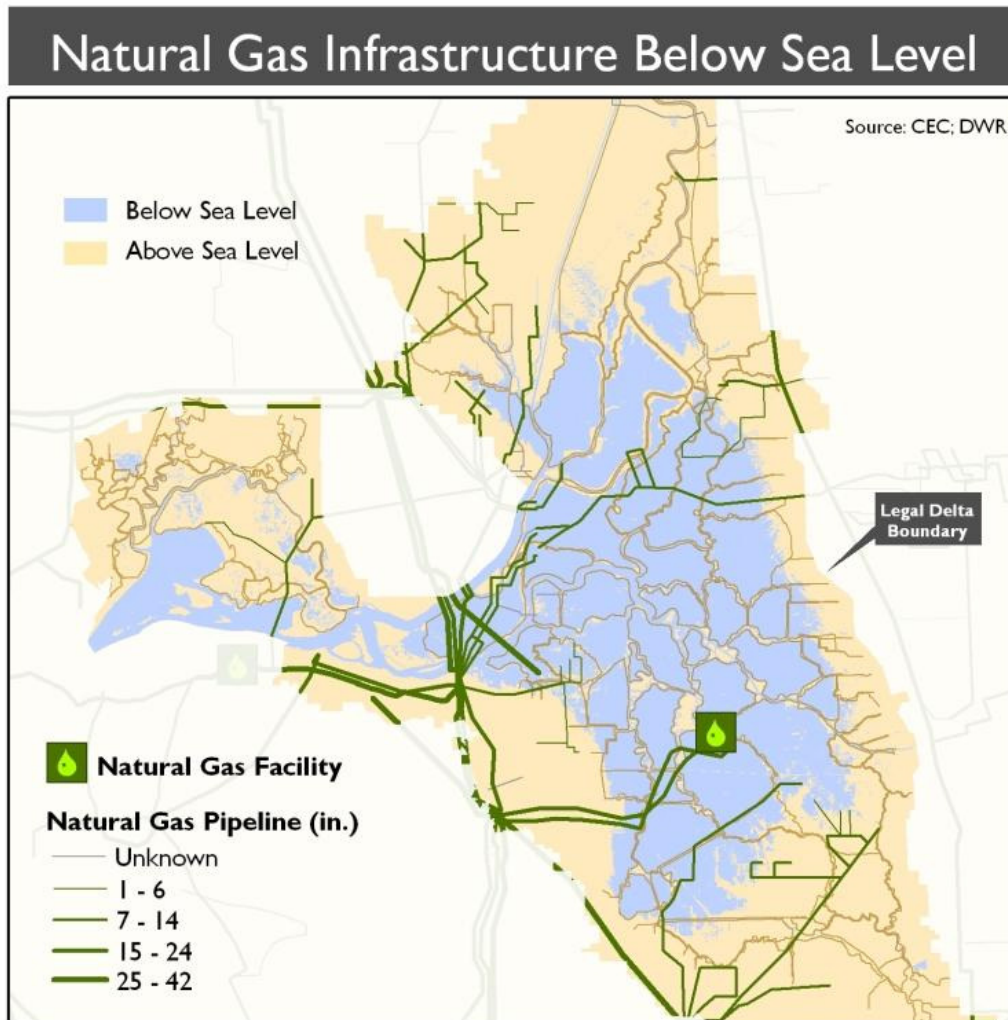 Natural Gas Infrastructure Below Sea Level
Source: CEC; DWR
Below Sea Level
Above Sea Level
Legal Delta
Boundary
Natural Gas Facility
Natural Gas Pipeline (in.)
Unknown
1 - 6
7 - 14
15 - 24
25 - 42